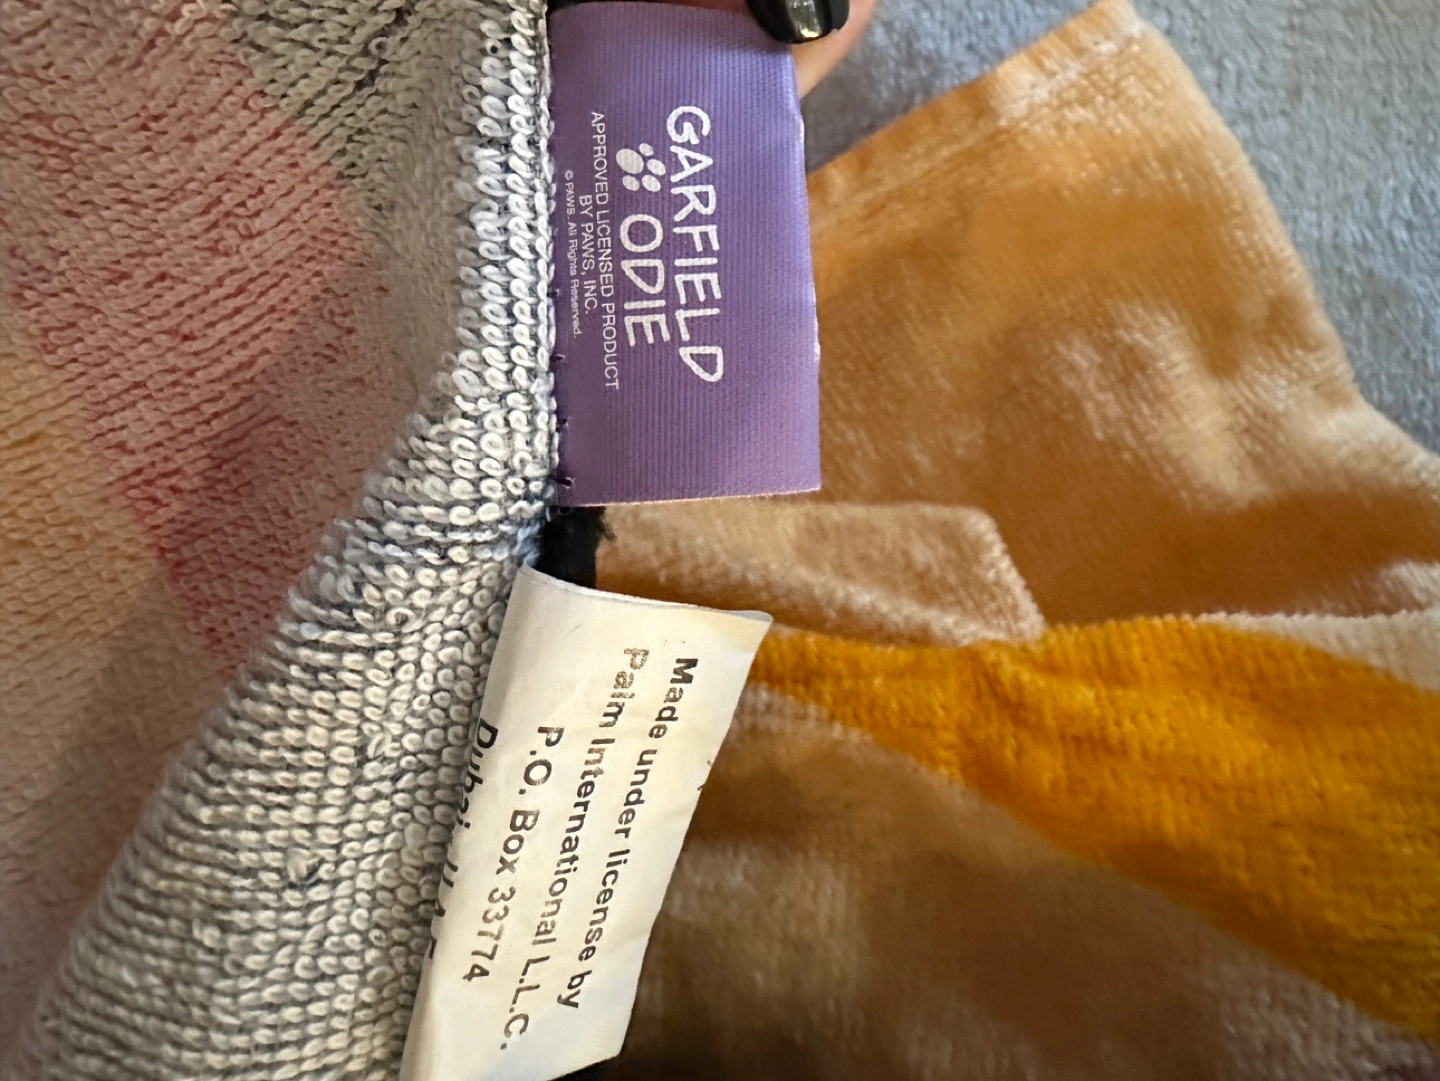 GARFIELD
ODIE
APPROVED LICENSED PRODUCT
BY PAWS, INC.
© PAWS. All Rights Reserved.
Made under license by
Palm International L.L.C.
P.O. Box 33774
Dubai, U.A.E